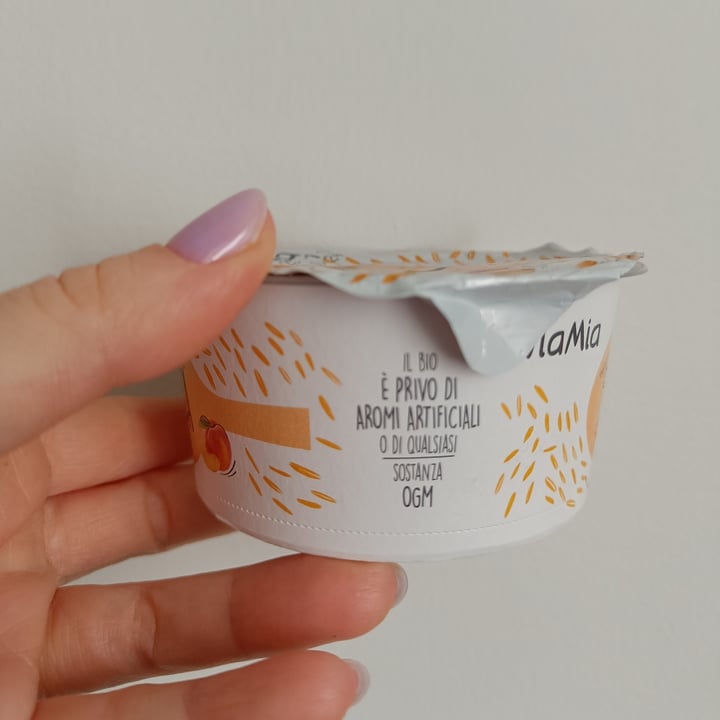 IL BIO
È PRIVO DI
AROMI ARTIFICIALI
O DI QUALSIASI
SOSTANZA
OGM